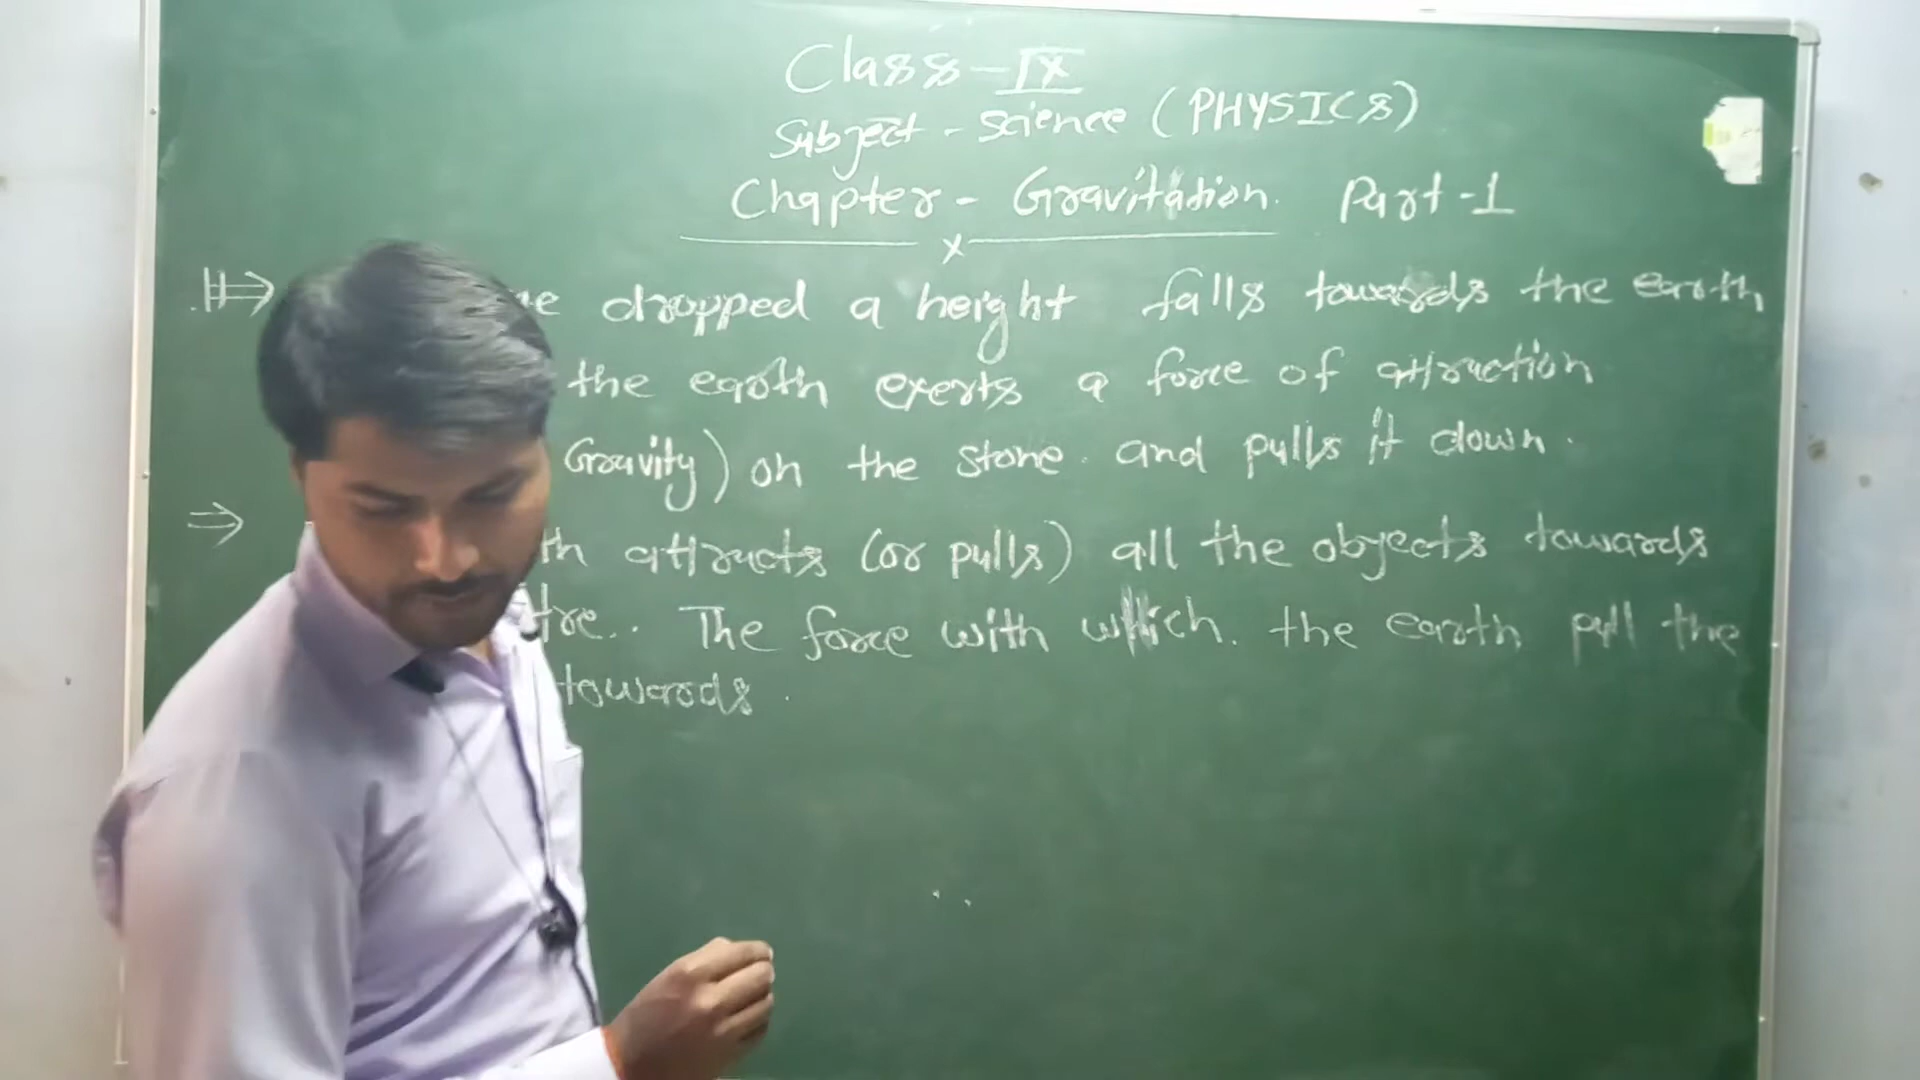 Class - IX
Subject - Science (PHYSICS)
Chapter - Gravitation. Part - 1
x
dropped a height falls towards the earth
the earth exerts a force of attraction
Gravity) on the stone. and pulls it down.
attracts (or pulls) all the objects towards
The force with which. the earth pull the
towards.